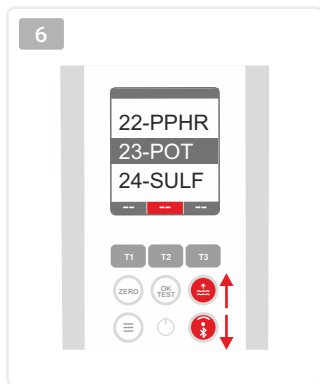 6
22-PPHR
23-POT
24-SULF
-- -- --
T1 T2 T3
ZERO OK TEST